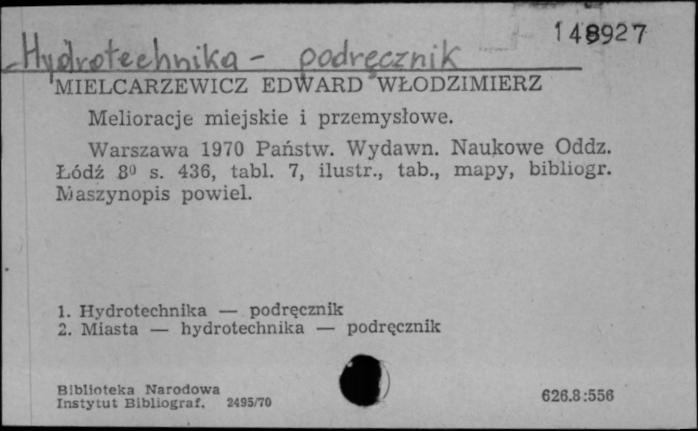 148927
Hydrotechnika - podręcznik
MIELCARZEWICZ EDWARD WŁODZIMIERZ
Melioracje miejskie i przemysłowe.
Warszawa 1970 Państw. Wydawn. Naukowe Oddz.
Łódź 8⁰ s. 436, tabl. 7, ilustr., tab., mapy, bibliogr.
Maszynopis powiel.
1. Hydrotechnika — podręcznik
2. Miasta — hydrotechnika — podręcznik
Biblioteka Narodowa
Instytut Bibliograf. 2495/70
626.8:556